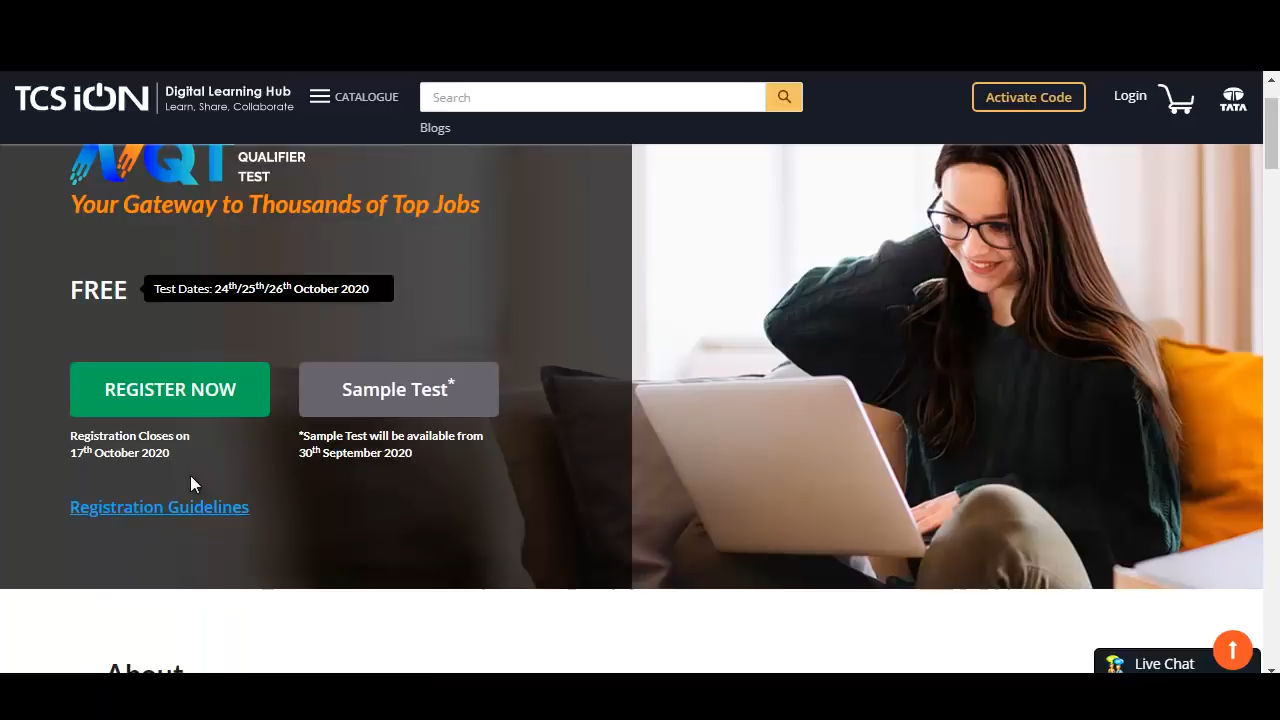 TCS iON
Digital Learning Hub
Learn, Share, Collaborate
CATALOGUE
Search
Activate Code
Login
TATA
Blogs
NQT
QUALIFIER
TEST
Your Gateway to Thousands of Top Jobs
FREE
Test Dates: 24th/25th/26th October 2020
REGISTER NOW
Sample Test*
Registration Closes on
17th October 2020
*Sample Test will be available from
30th September 2020
Registration Guidelines
About
Live Chat